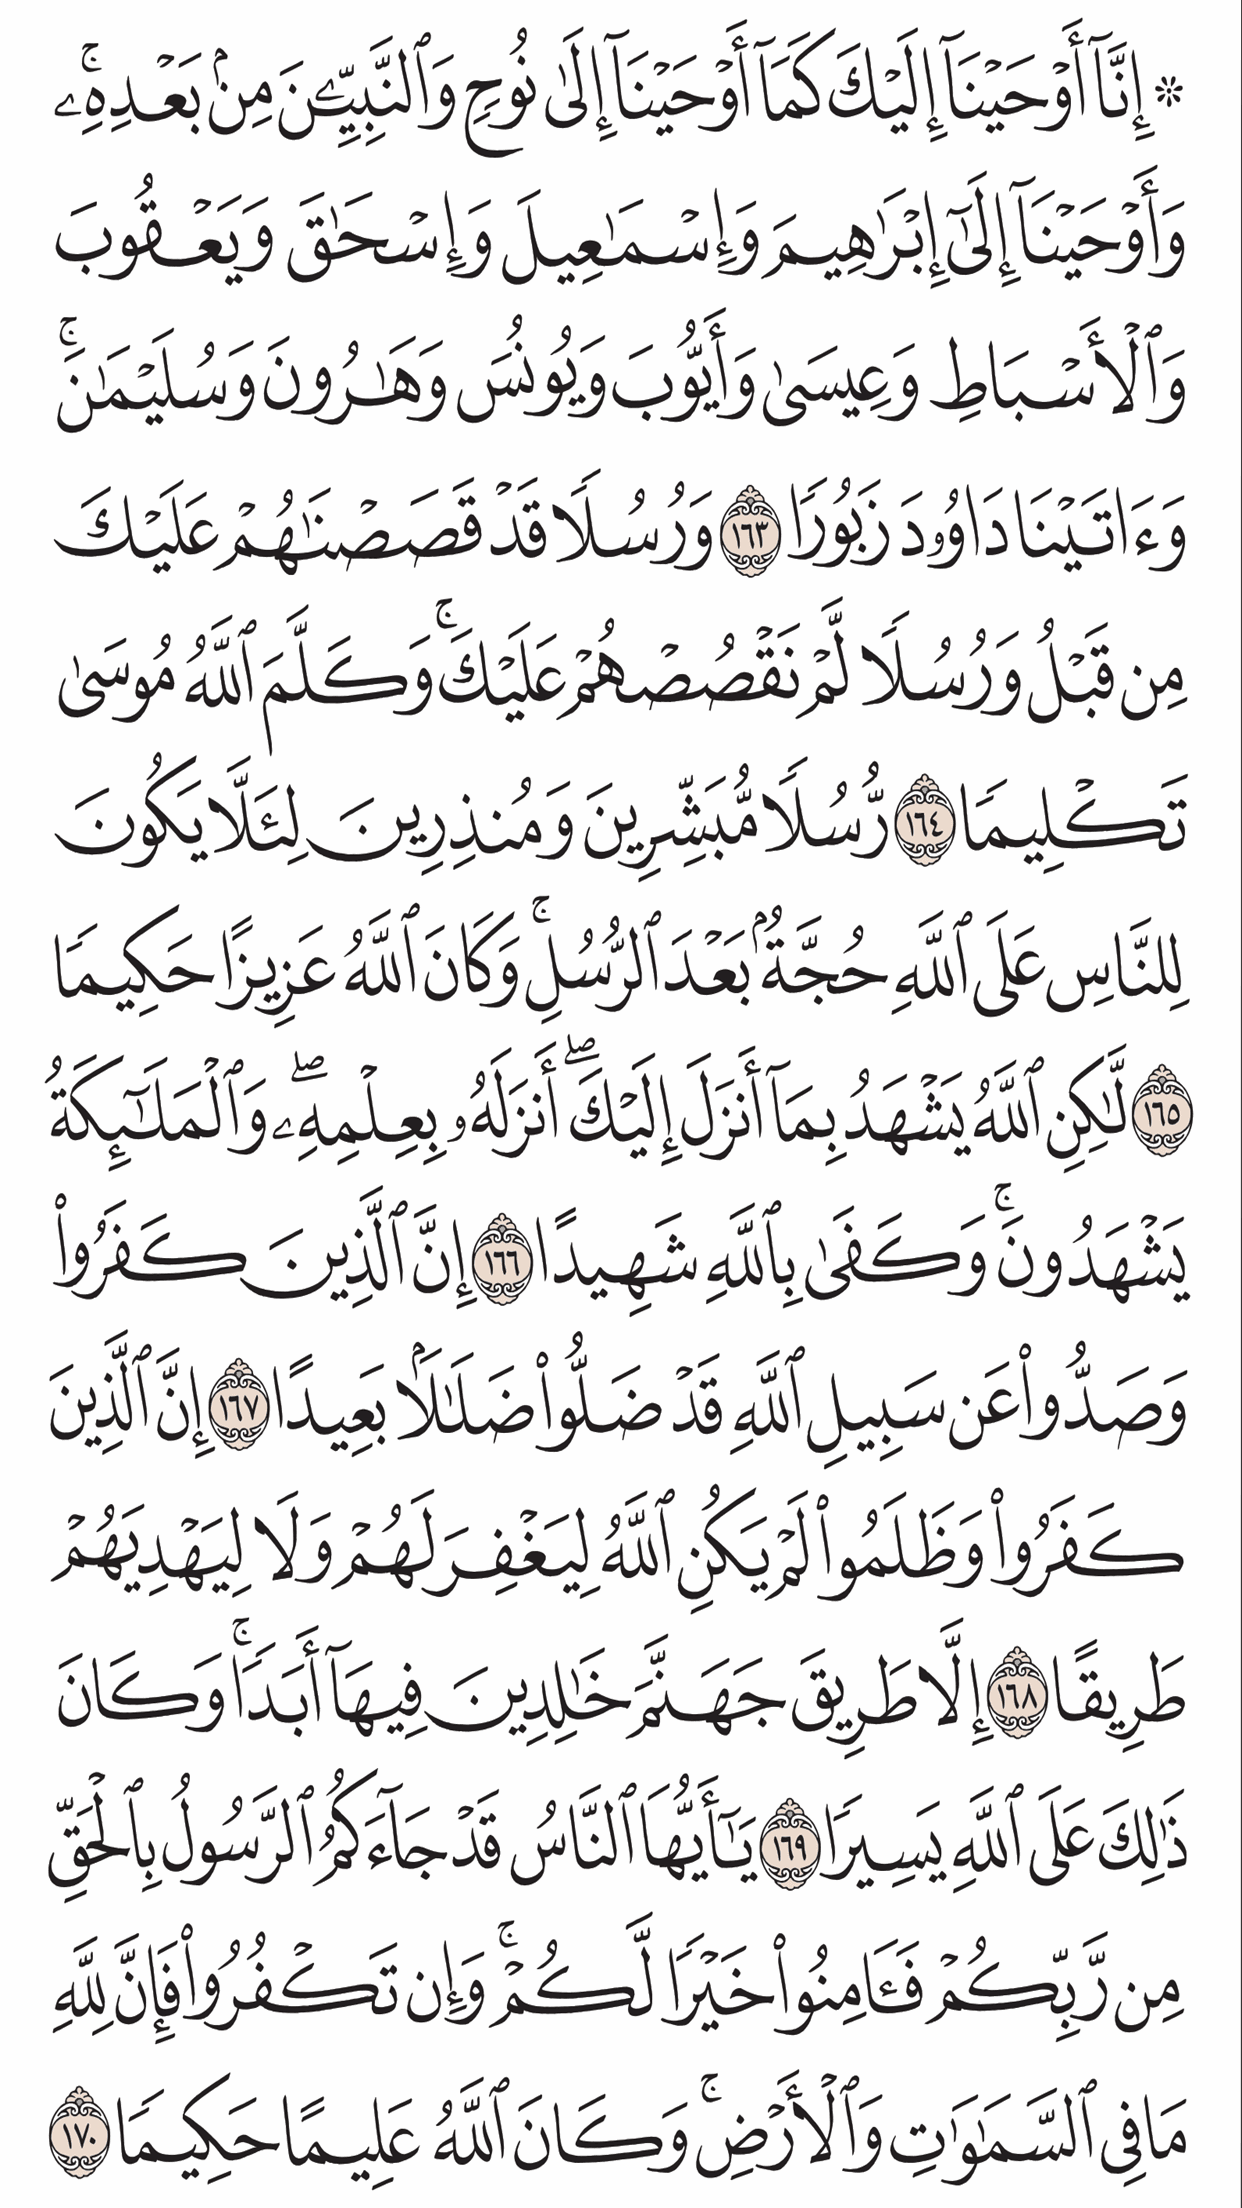 ۞ إِنَّآ أَوْحَيْنَآ إِلَيْكَ كَمَآ أَوْحَيْنَآ إِلَىٰ نُوحٍ وَٱلنَّبِيِّـۧنَ مِنۢ بَعْدِهِۦۚ
وَأَوْحَيْنَآ إِلَىٰٓ إِبْرَٰهِيمَ وَإِسْمَٰعِيلَ وَإِسْحَٰقَ وَيَعْقُوبَ
وَٱلْأَسْبَاطِ وَعِيسَىٰ وَأَيُّوبَ وَيُونُسَ وَهَٰرُونَ وَسُلَيْمَٰنَۚ
وَءَاتَيْنَا دَاوُۥدَ زَبُورًا ١٦٣ وَرُسُلًا قَدْ قَصَصْنَٰهُمْ عَلَيْكَ
مِن قَبْلُ وَرُسُلًا لَّمْ نَقْصُصْهُمْ عَلَيْكَۚ وَكَلَّمَ ٱللَّهُ مُوسَىٰ
تَكْلِيمًا ١٦٤ رُّسُلًا مُّبَشِّرِينَ وَمُنذِرِينَ لِئَلَّا يَكُونَ
لِلنَّاسِ عَلَى ٱللَّهِ حُجَّةٌۢ بَعْدَ ٱلرُّسُلِۚ وَكَانَ ٱللَّهُ عَزِيزًا حَكِيمًا
١٦٥ لَّٰكِنِ ٱللَّهُ يَشْهَدُ بِمَآ أَنزَلَ إِلَيْكَۖ أَنزَلَهُۥ بِعِلْمِهِۦۖ وَٱلْمَلَٰٓئِكَةُ
يَشْهَدُونَۚ وَكَفَىٰ بِٱللَّهِ شَهِيدًا ١٦٦ إِنَّ ٱلَّذِينَ كَفَرُوا۟
وَصَدُّوا۟ عَن سَبِيلِ ٱللَّهِ قَدْ ضَلُّوا۟ ضَلَٰلًۢا بَعِيدًا ١٦٧ إِنَّ ٱلَّذِينَ
كَفَرُوا۟ وَظَلَمُوا۟ لَمْ يَكُنِ ٱللَّهُ لِيَغْفِرَ لَهُمْ وَلَا لِيَهْدِيَهُمْ
طَرِيقًا ١٦٨ إِلَّا طَرِيقَ جَهَنَّمَ خَٰلِدِينَ فِيهَآ أَبَدًاۚ وَكَانَ
ذَٰلِكَ عَلَى ٱللَّهِ يَسِيرًا ١٦٩ يَٰٓأَيُّهَا ٱلنَّاسُ قَدْ جَآءَكُمُ ٱلرَّسُولُ بِٱلْحَقِّ
مِن رَّبِّكُمْ فَـَٔامِنُوا۟ خَيْرًا لَّكُمْۚ وَإِن تَكْفُرُوا۟ فَإِنَّ لِلَّهِ
مَا فِى ٱلسَّمَٰوَٰتِ وَٱلْأَرْضِۚ وَكَانَ ٱللَّهُ عَلِيمًا حَكِيمًا ١٧٠